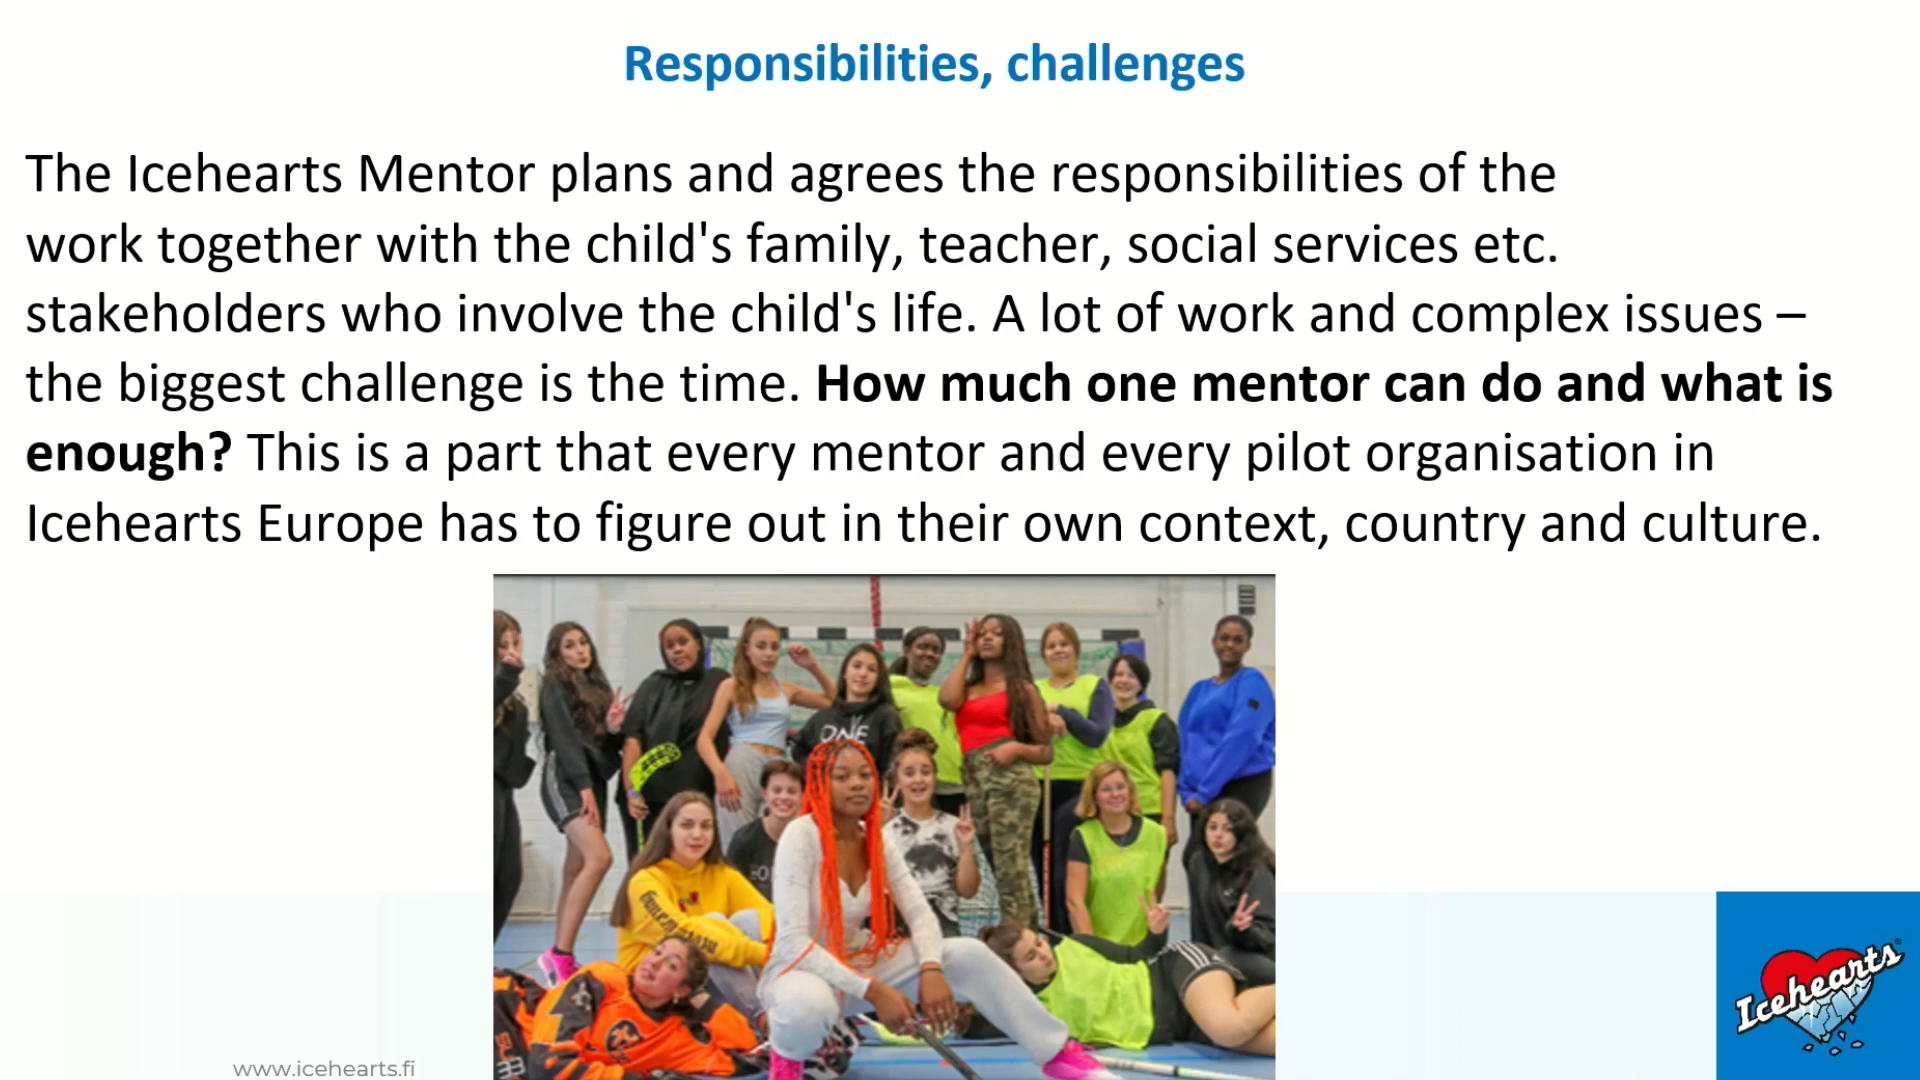 Responsibilities, challenges
The Icehearts Mentor plans and agrees the responsibilities of the
work together with the child's family, teacher, social services etc.
stakeholders who involve the child's life. A lot of work and complex issues –
the biggest challenge is the time. How much one mentor can do and what is
enough? This is a part that every mentor and every pilot organisation in
Icehearts Europe has to figure out in their own context, country and culture.
ONE
33
www.icehearts.fi
Icehearts